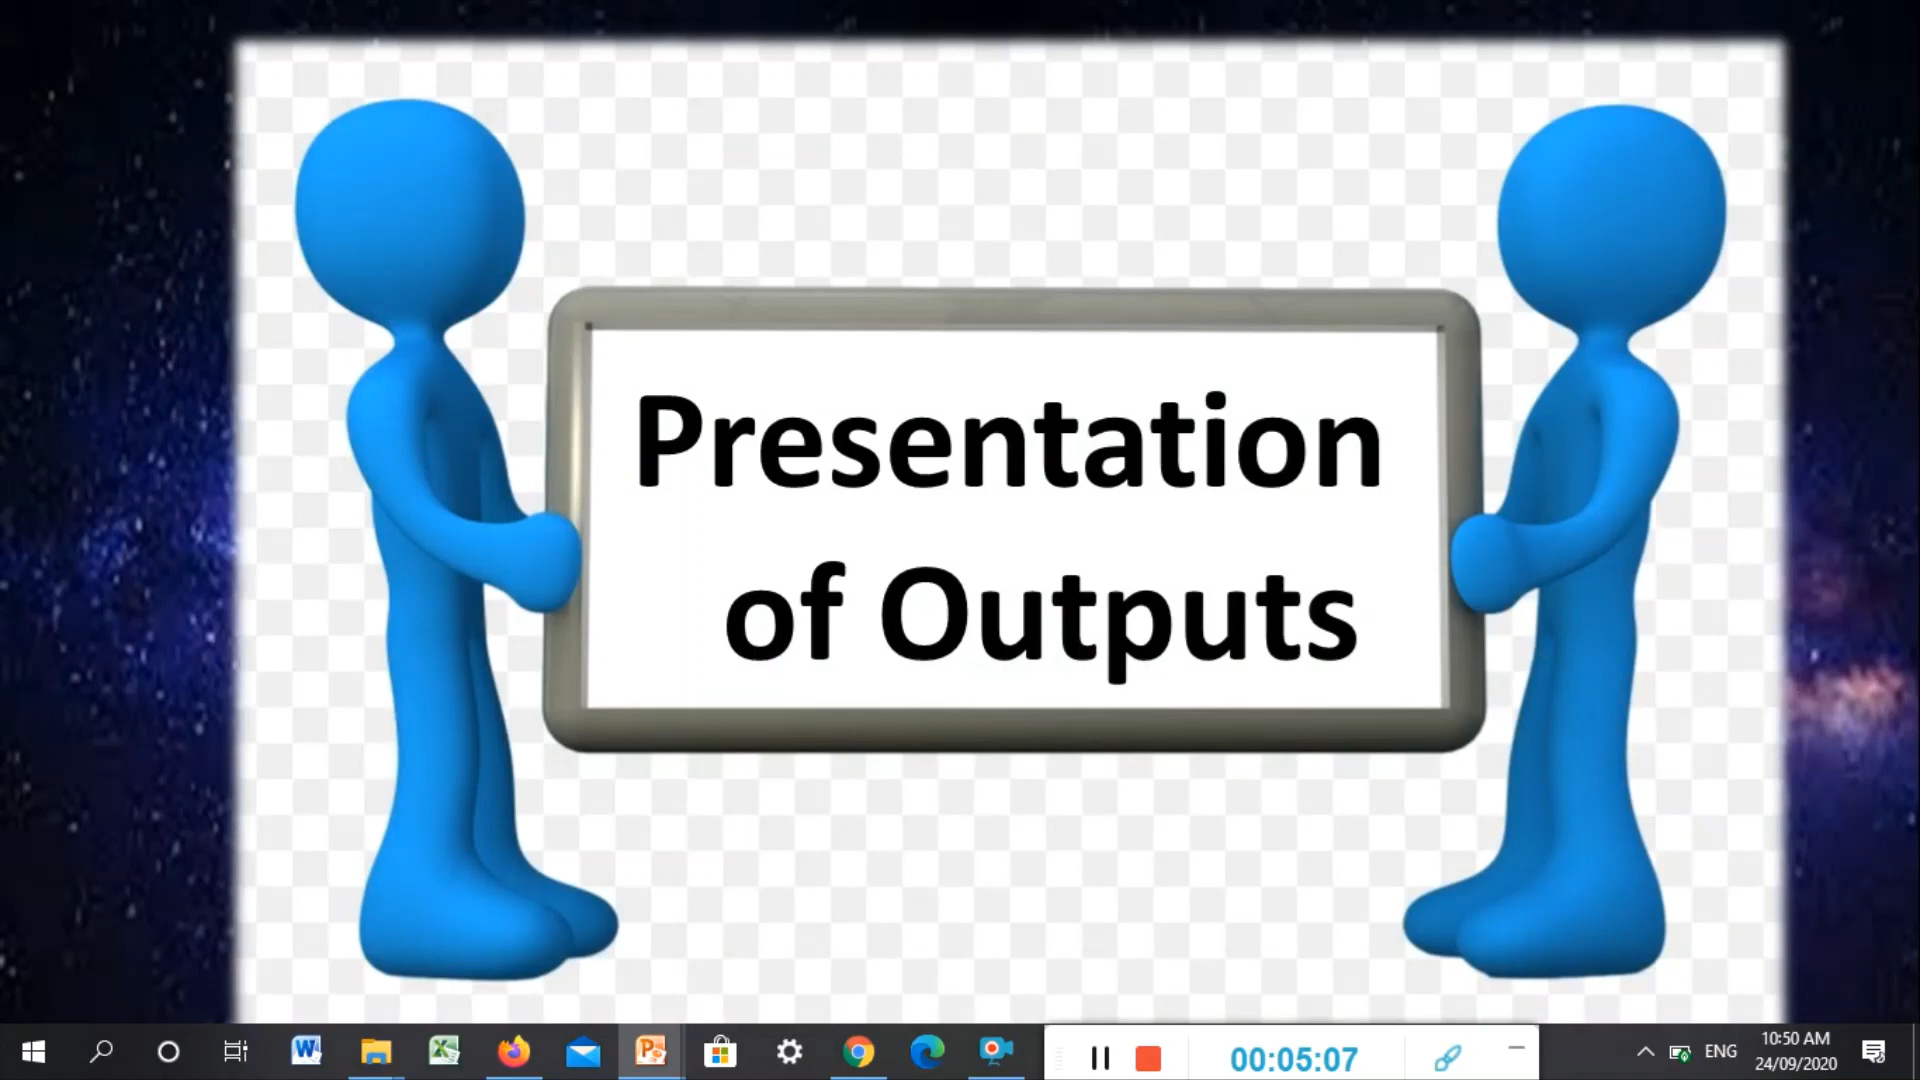 Presentation
of Outputs
00:05:07
ENG
10:50 AM
24/09/2020